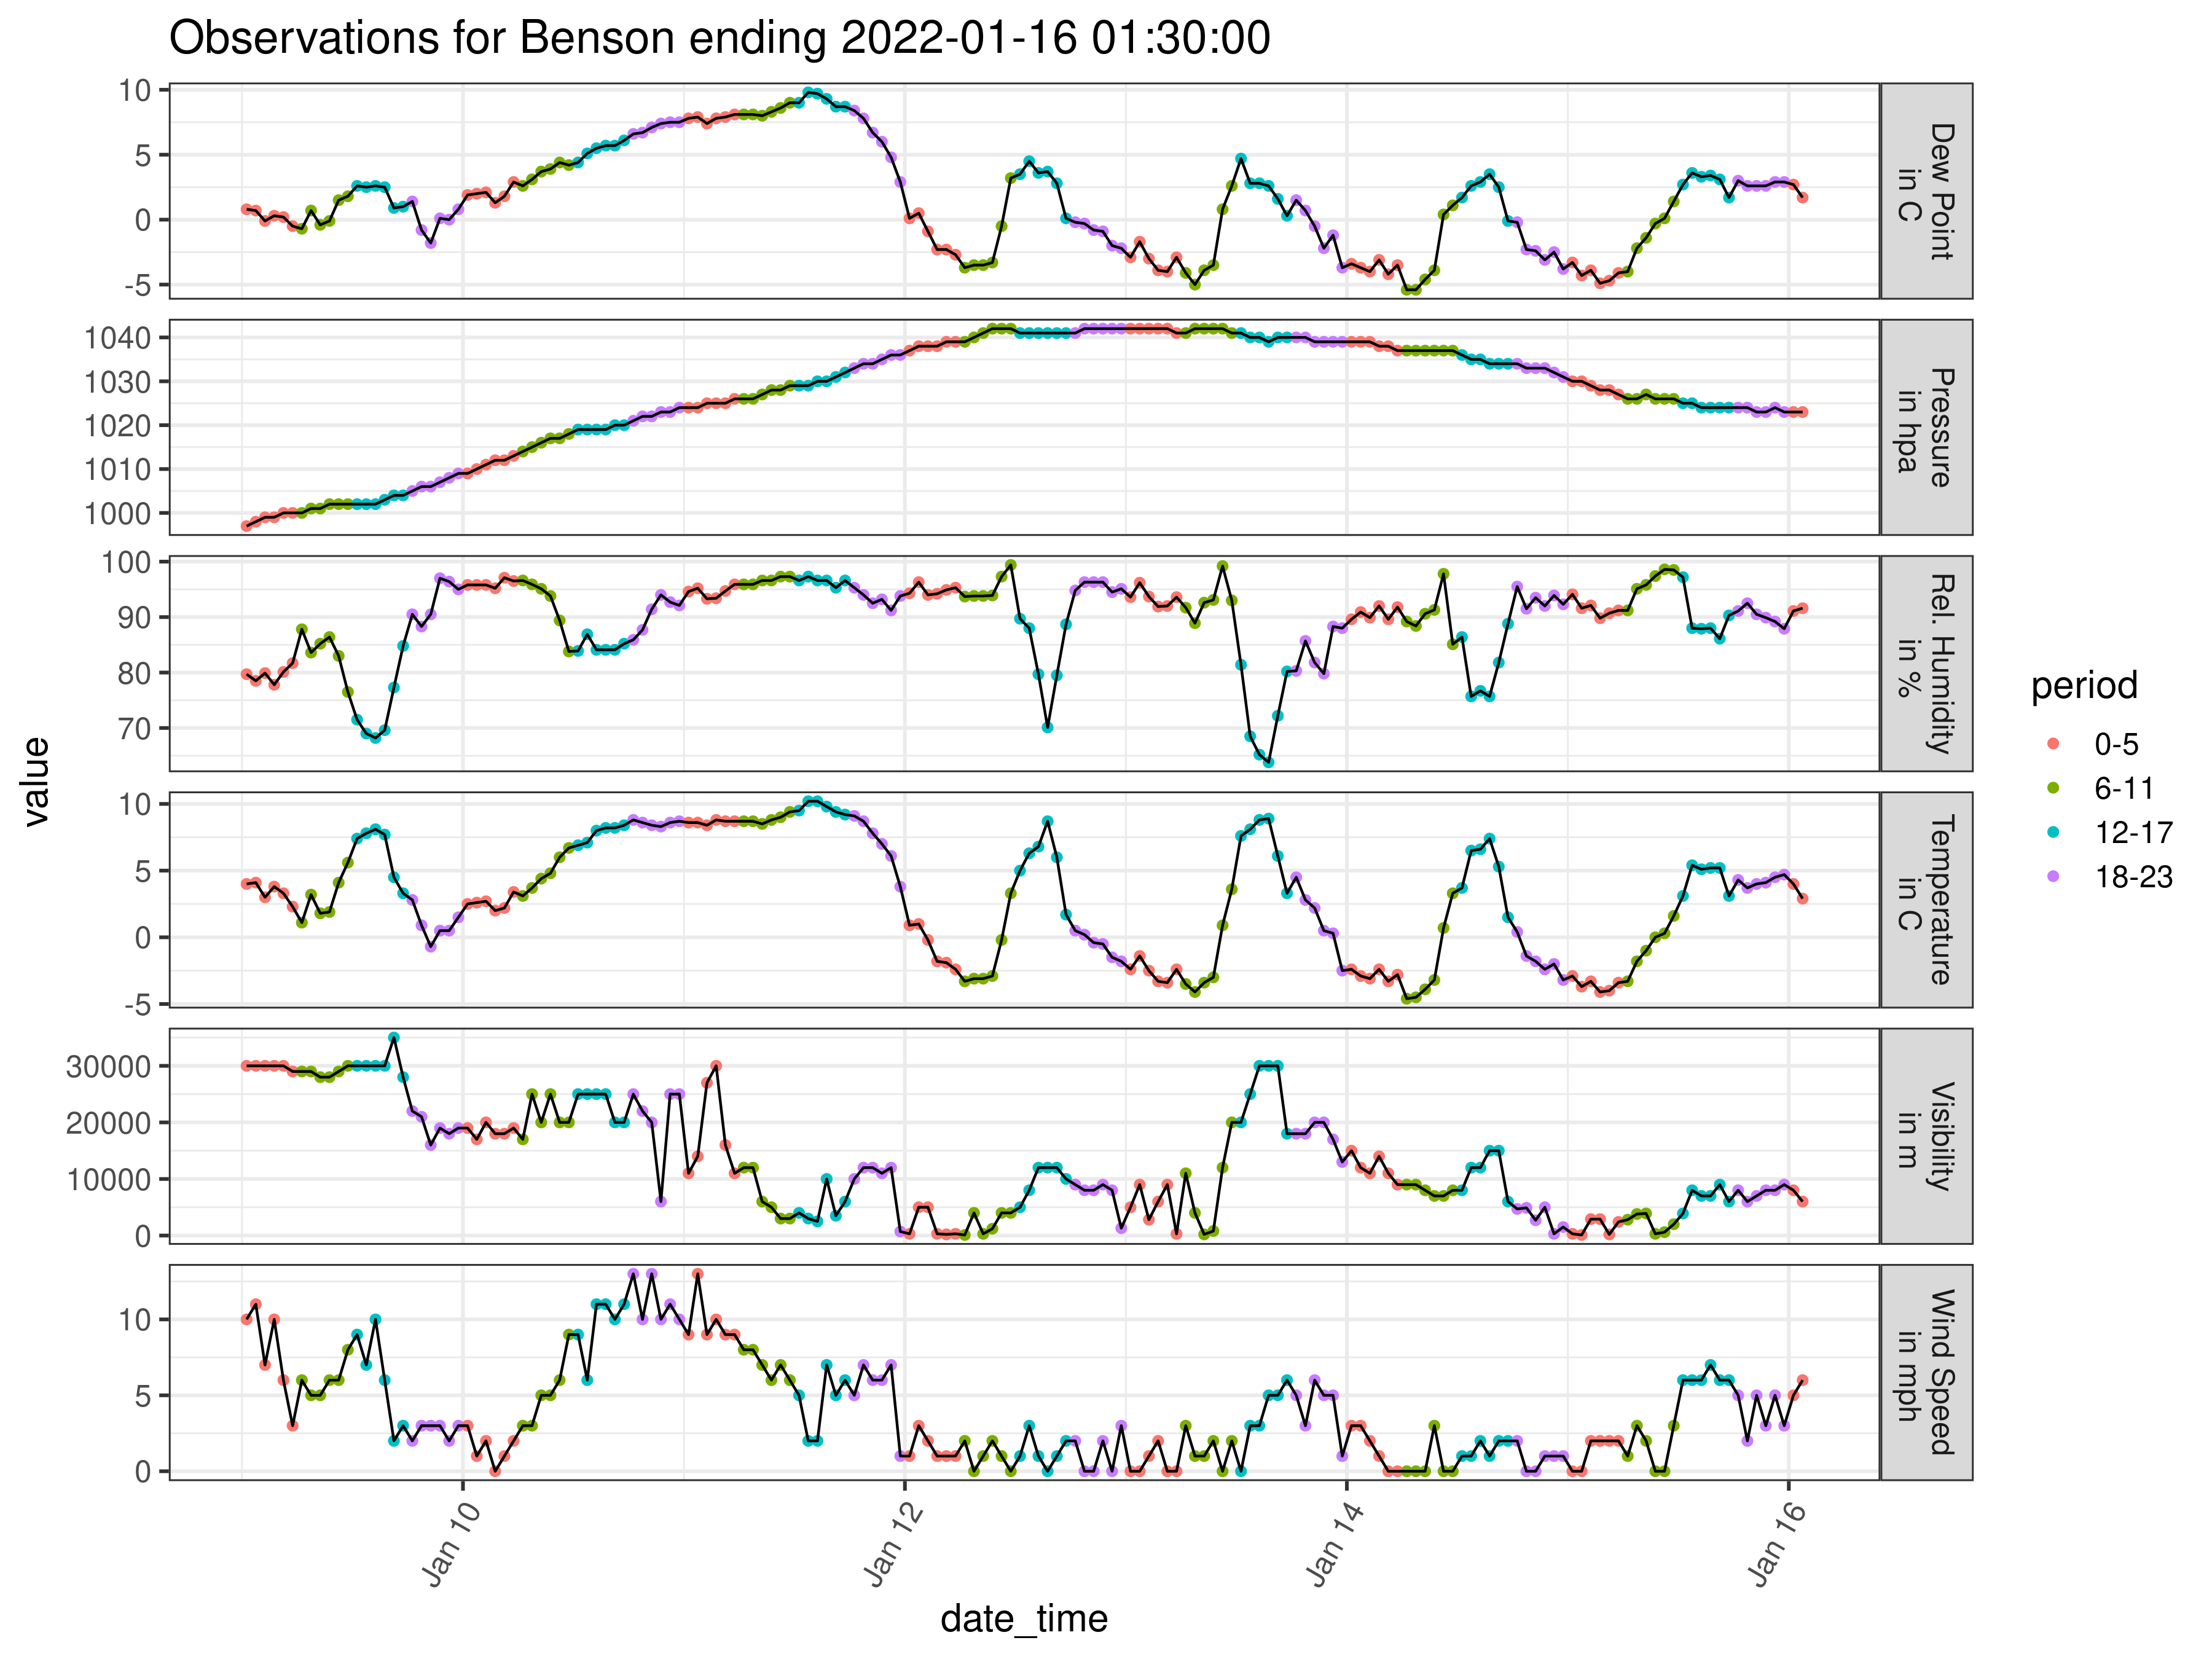 Observations for Benson ending 2022-01-16 01:30:00
value
10
5
0
-5
Dew Point
in C
1040
1030
1020
1010
1000
Pressure
in hpa
100
90
80
70
Rel. Humidity
in %
10
5
0
-5
Temperature
in C
30000
20000
10000
0
Visibility
in m
10
5
0
Wind Speed
in mph
Jan 10
Jan 12
Jan 14
Jan 16
date_time
period
0-5
6-11
12-17
18-23